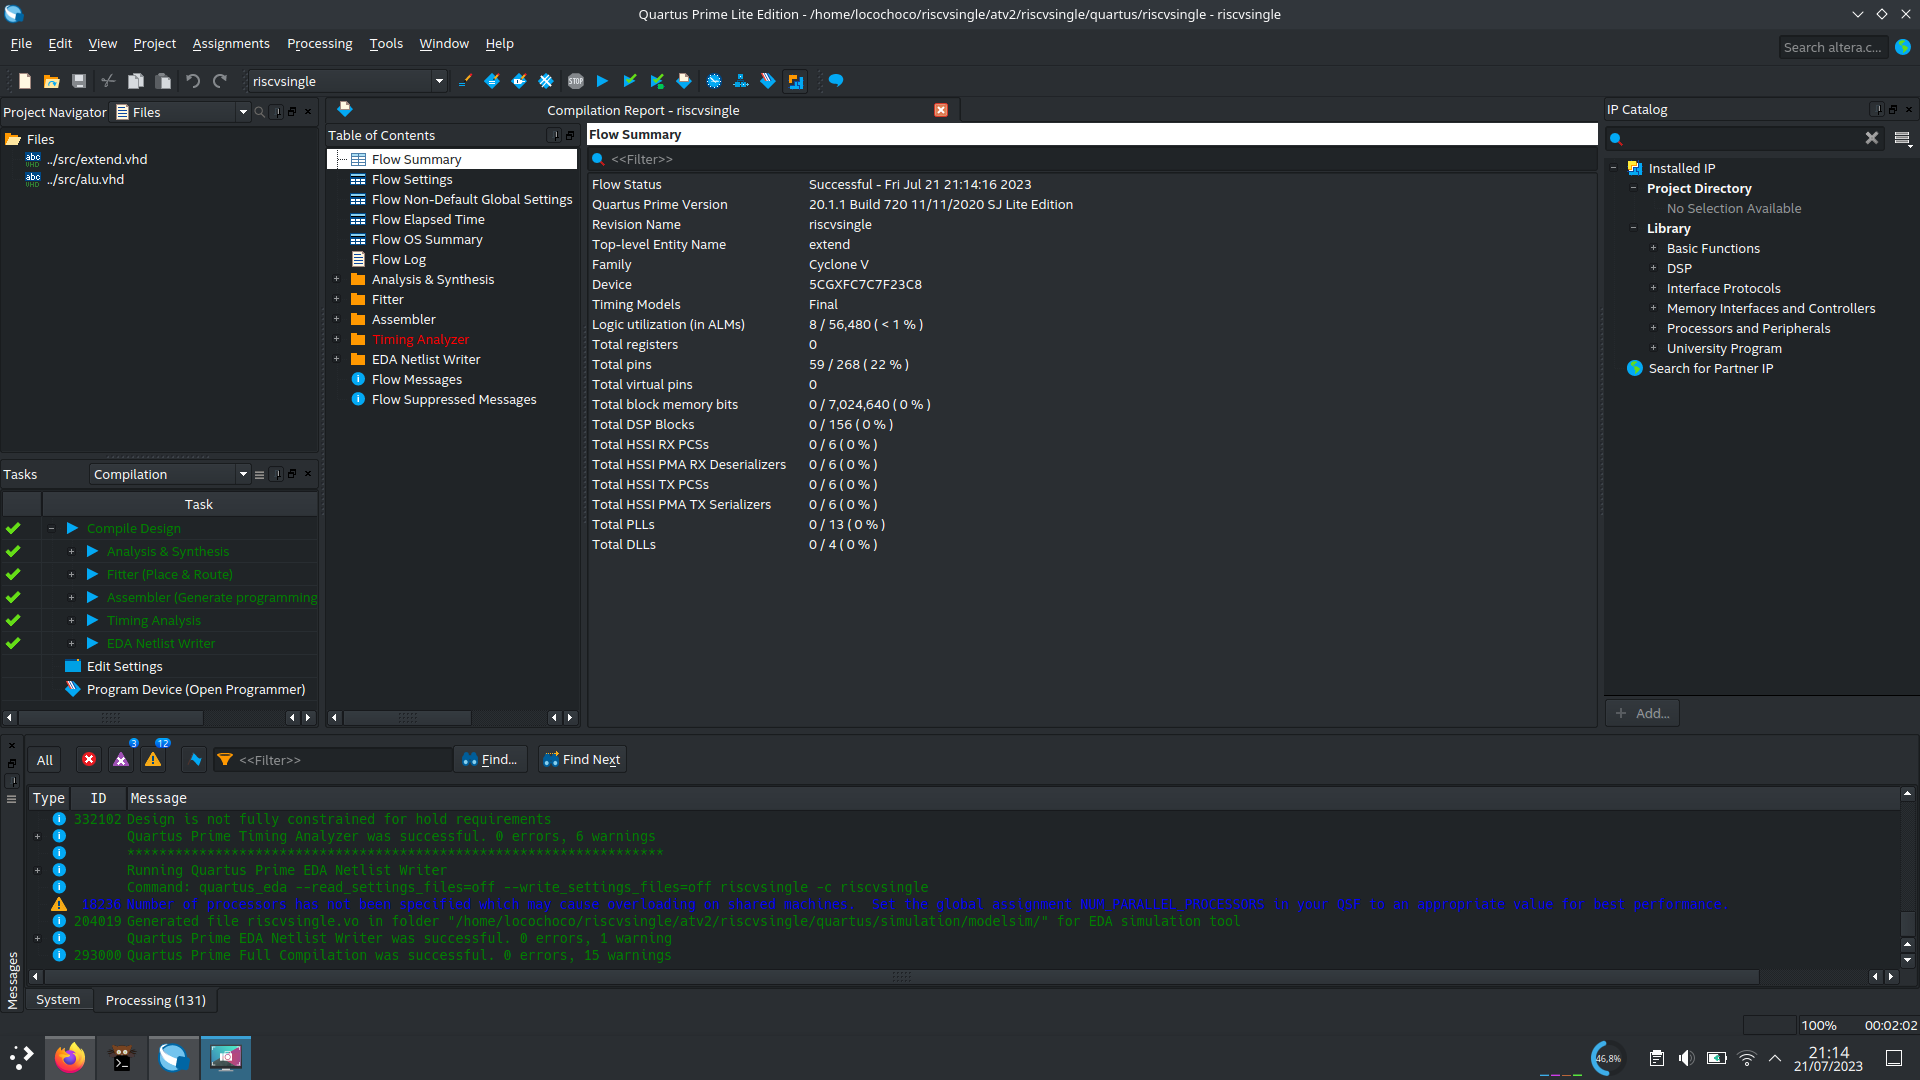 Quartus Prime Lite Edition - /home/locochoco/riscvsingle/atv2/riscvsingle/quartus/riscvsingle - riscvsingle
File Edit View Project Assignments Processing Tools Window Help
Search altera.c...
riscvsingle
STOP
Project Navigator Files
Files
../src/extend.vhd
../src/alu.vhd
Compilation Report - riscvsingle
Table of Contents
Flow Summary
Flow Settings
Flow Non-Default Global Settings
Flow Elapsed Time
Flow OS Summary
Flow Log
Analysis & Synthesis
Fitter
Assembler
Timing Analyzer
EDA Netlist Writer
Flow Messages
Flow Suppressed Messages
Flow Summary
<<Filter>>
Flow Status Successful - Fri Jul 21 21:14:16 2023
Quartus Prime Version 20.1.1 Build 720 11/11/2020 SJ Lite Edition
Revision Name riscvsingle
Top-level Entity Name extend
Family Cyclone V
Device 5CGXFC7C7F23C8
Timing Models Final
Logic utilization (in ALMs) 8 / 56,480 ( < 1 % )
Total registers 0
Total pins 59 / 268 ( 22 % )
Total virtual pins 0
Total block memory bits 0 / 7,024,640 ( 0 % )
Total DSP Blocks 0 / 156 ( 0 % )
Total HSSI RX PCSs 0 / 6 ( 0 % )
Total HSSI PMA RX Deserializers 0 / 6 ( 0 % )
Total HSSI TX PCSs 0 / 6 ( 0 % )
Total HSSI PMA TX Serializers 0 / 6 ( 0 % )
Total PLLs 0 / 13 ( 0 % )
Total DLLs 0 / 4 ( 0 % )
IP Catalog
Installed IP
Project Directory
No Selection Available
Library
Basic Functions
DSP
Interface Protocols
Memory Interfaces and Controllers
Processors and Peripherals
University Program
Search for Partner IP
+ Add...
Tasks Compilation
Task
Compile Design
Analysis & Synthesis
Fitter (Place & Route)
Assembler (Generate programming
Timing Analysis
EDA Netlist Writer
Edit Settings
Program Device (Open Programmer)
All 3 12 <<Filter>> Find... Find Next
Type ID Message
332102 Design is not fully constrained for hold requirements
Quartus Prime Timing Analyzer was successful. 0 errors, 6 warnings
*******************************************************************
Running Quartus Prime EDA Netlist Writer
Command: quartus_eda --read_settings_files=off --write_settings_files=off riscvsingle -c riscvsingle
18236 Number of processors has not been specified which may cause overloading on shared machines. Set the global assignment NUM_PARALLEL_PROCESSORS in your QSF to an appropriate value for best performance.
204019 Generated file riscvsingle.vo in folder "/home/locochoco/riscvsingle/atv2/riscvsingle/quartus/simulation/modelsim/" for EDA simulation tool
Quartus Prime EDA Netlist Writer was successful. 0 errors, 1 warning
293000 Quartus Prime Full Compilation was successful. 0 errors, 15 warnings
Messages
System Processing (131)
100% 00:02:02
46,8%
21:14
21/07/2023